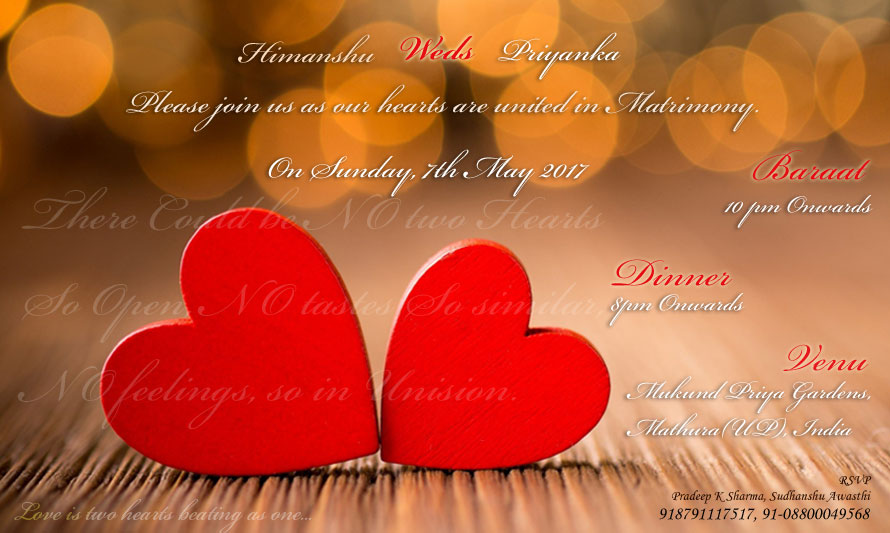 Himanshu Weds Priyanka
Please join us as our hearts are united in Matrimony.
On Sunday, 7th May 2017
Baraat
10 pm Onwards
There Could be NO two Hearts
So Open, NO tastes So similar,
NO feelings, so in Unision.
Dinner
8pm Onwards
Venu
Mukund Priya Gardens,
Mathura(UP), India
RSVP
Pradeep K Sharma, Sudhanshu Awasthi
918791117517, 91-08800049568
Love is two hearts beating as one...